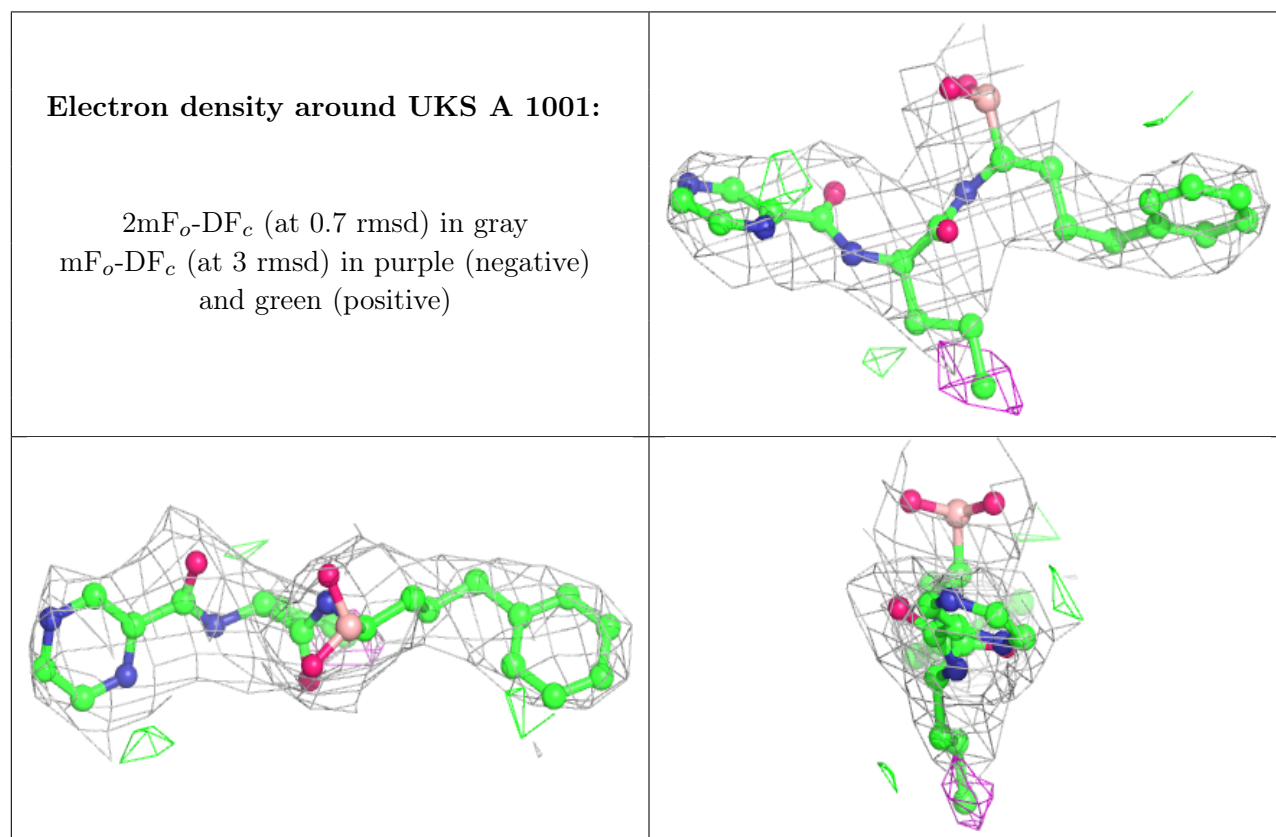 Electron density around UKS A 1001:
2mFo-DFc (at 0.7 rmsd) in gray
mFo-DFc (at 3 rmsd) in purple (negative)
and green (positive)